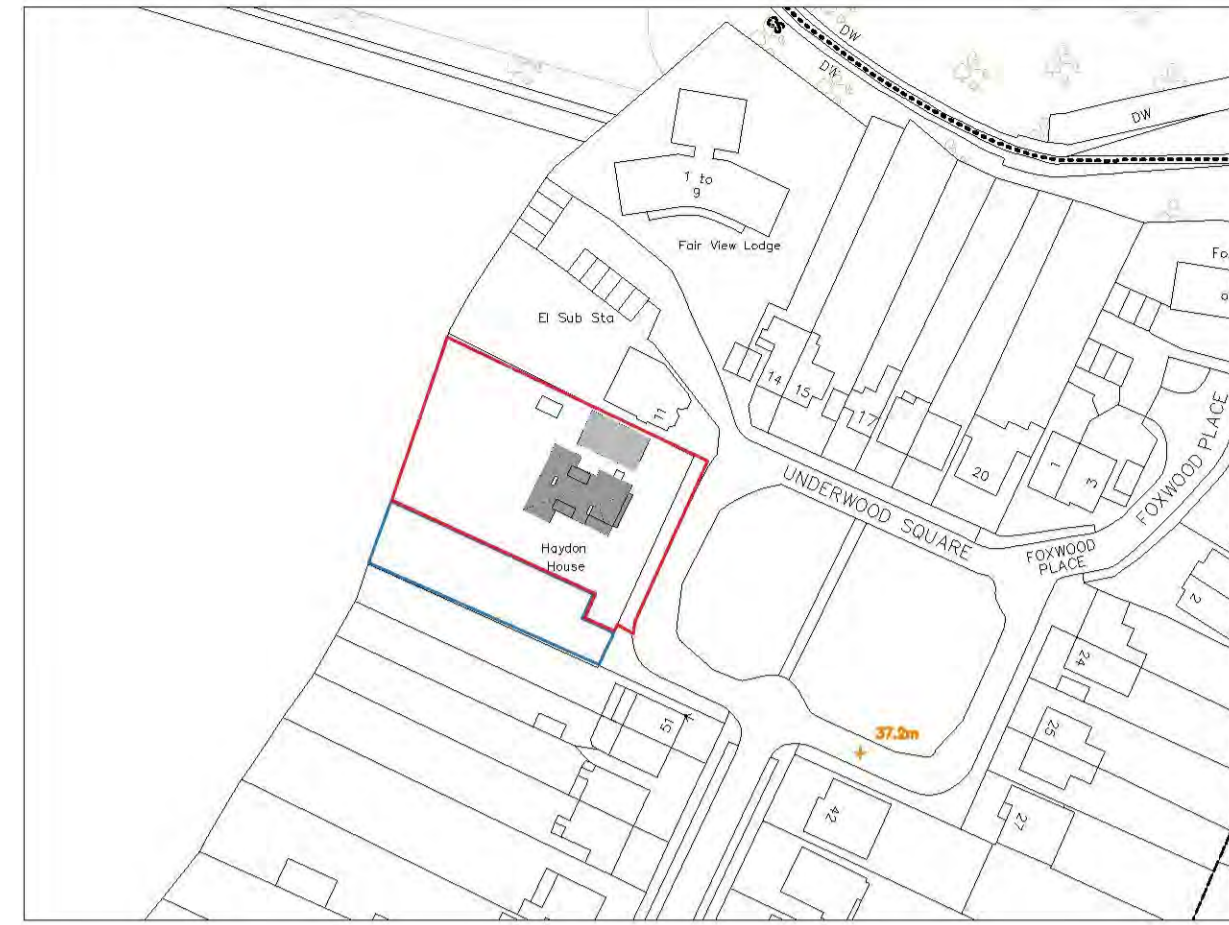 CS
DW
DW
DW
1 to
9
Fair View Lodge
El Sub Sta
11
14
15
17
20
1
3
UNDERWOOD SQUARE
FOXWOOD
PLACE
FOXWOOD PLACE
2
Haydon
House
24
25
27
37.2m
51
42